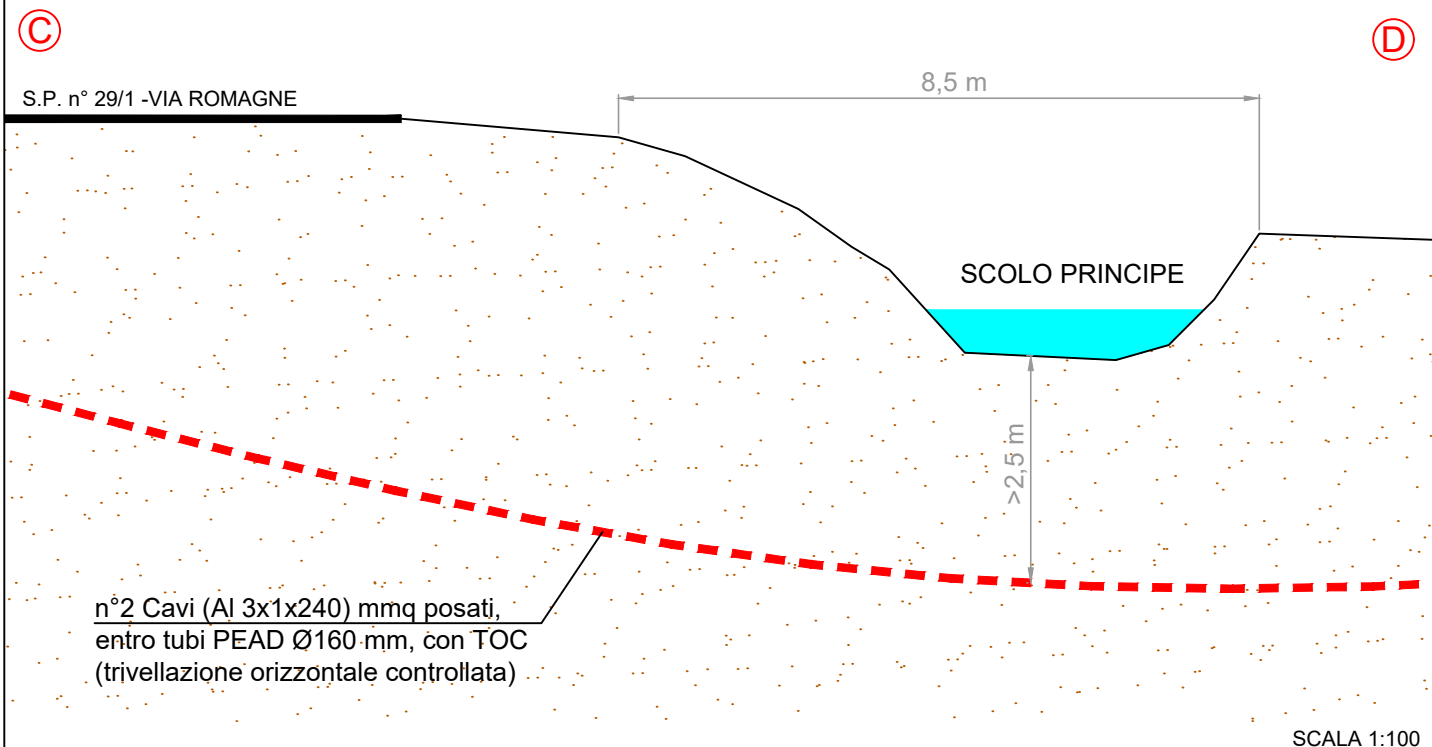 C
D
S.P. n° 29/1 -VIA ROMAGNE
8,5 m
SCOLO PRINCIPE
>2,5 m
n°2 Cavi (Al 3x1x240) mmq posati,
entro tubi PEAD Ø160 mm, con TOC
(trivellazione orizzontale controllata)
SCALA 1:100